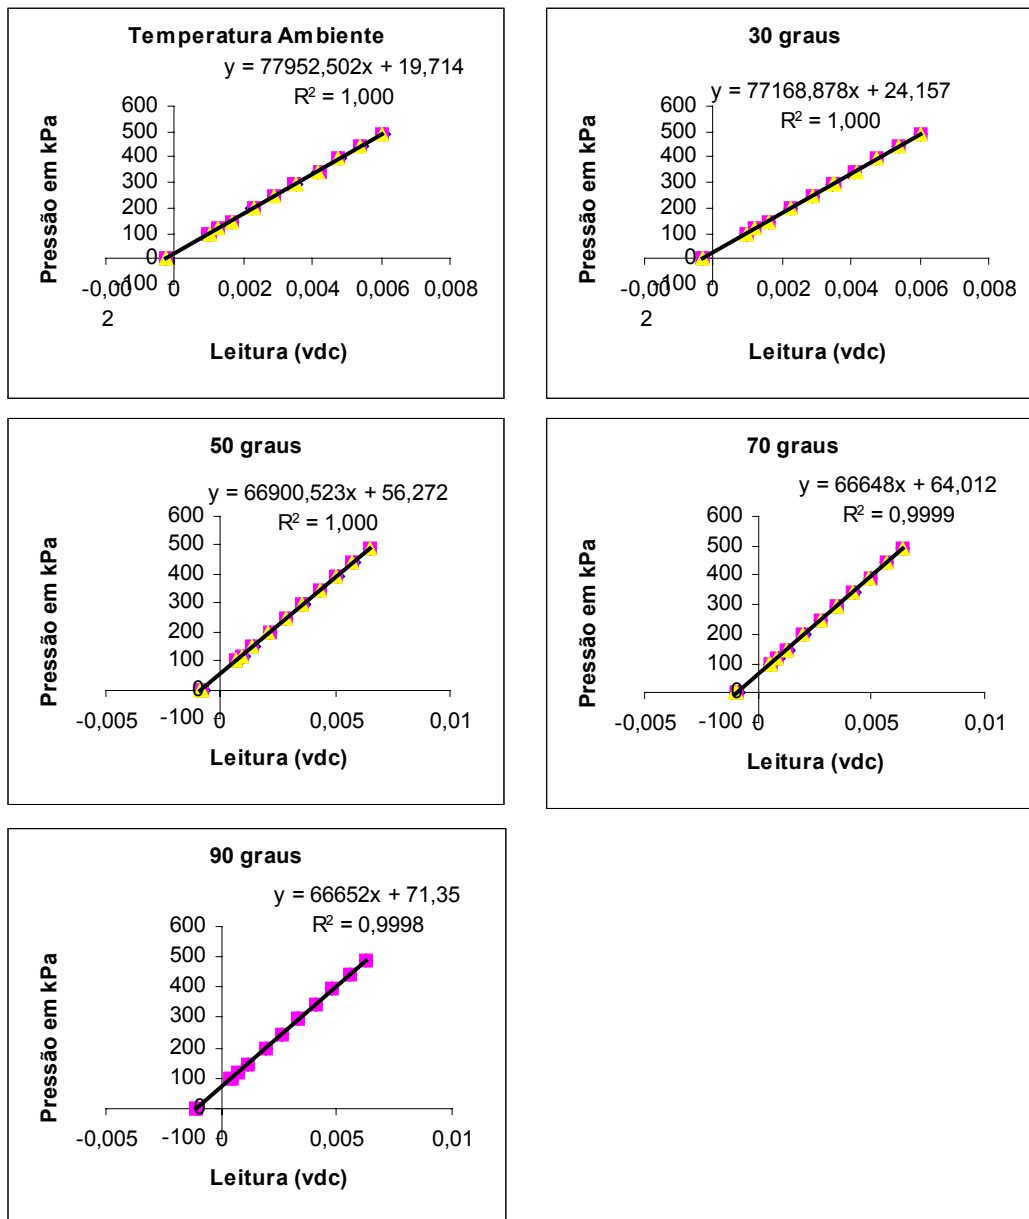 Temperatura Ambiente
y = 77952,502x + 19,714
R² = 1,000
600
500
400
300
200
100
0
-100
-0,00
2
0
0,002
0,004
0,006
0,008
Pressão em kPa
Leitura (vdc)
30 graus
y = 77168,878x + 24,157
R² = 1,000
600
500
400
300
200
100
0
-100
-0,00
2
0
0,002
0,004
0,006
0,008
Pressão em kPa
Leitura (vdc)
50 graus
y = 66900,523x + 56,272
R² = 1,000
600
500
400
300
200
100
0
-100
-0,005
0
0,005
0,01
Pressão em kPa
Leitura (vdc)
70 graus
y = 66648x + 64,012
R² = 0,9999
600
500
400
300
200
100
0
-100
-0,005
0
0,005
0,01
Pressão em kPa
Leitura (vdc)
90 graus
y = 66652x + 71,35
R² = 0,9998
600
500
400
300
200
100
0
-100
-0,005
0
0,005
0,01
Pressão em kPa
Leitura (vdc)